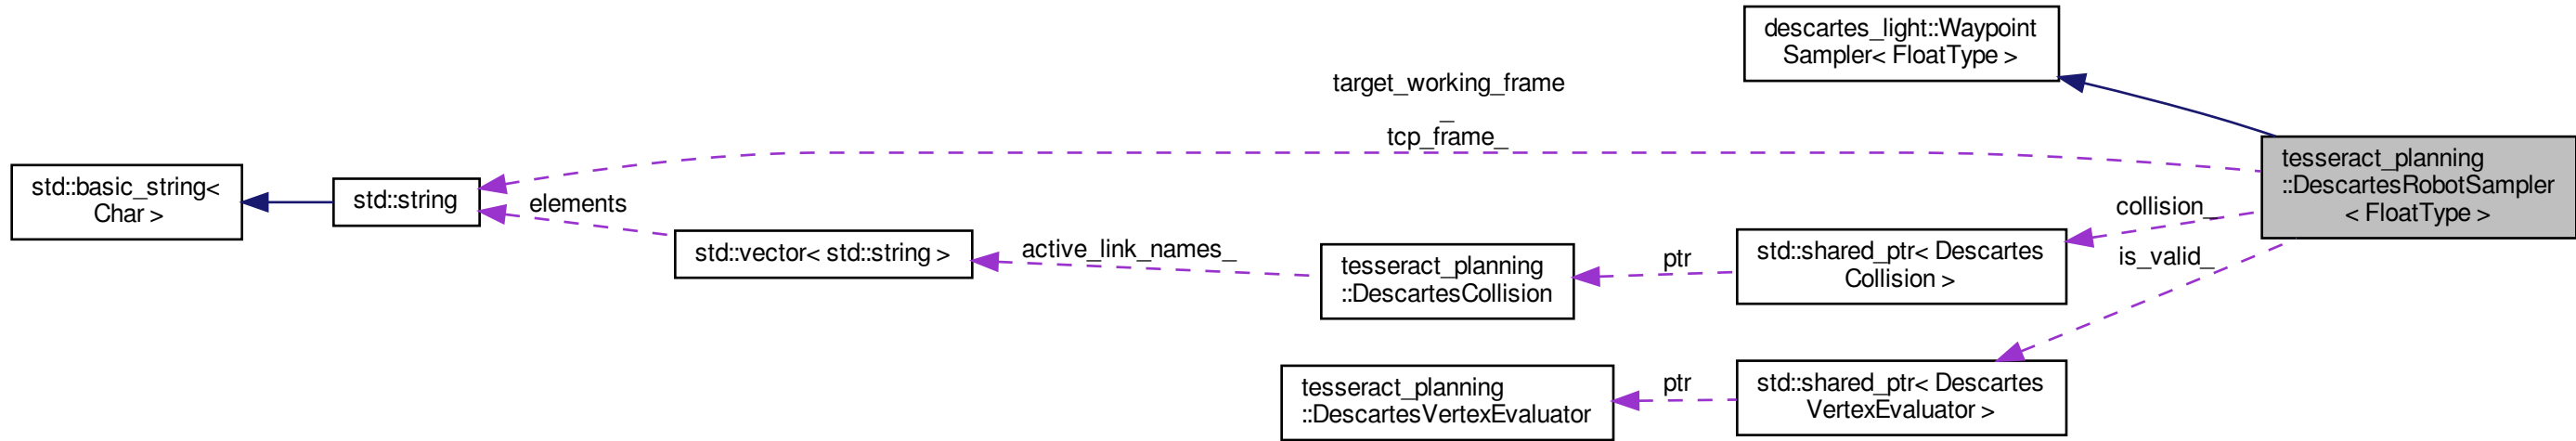 descartes_light::Waypoint
Sampler< FloatType >
target_working_frame
_
tcp_frame_
tesseract_planning
::DescartesRobotSampler
< FloatType >
std::basic_string<
Char >
std::string
elements
collision_
std::vector< std::string >
active_link_names_
tesseract_planning
::DescartesCollision
ptr
std::shared_ptr< Descartes
Collision >
is_valid_
tesseract_planning
::DescartesVertexEvaluator
ptr
std::shared_ptr< Descartes
VertexEvaluator >